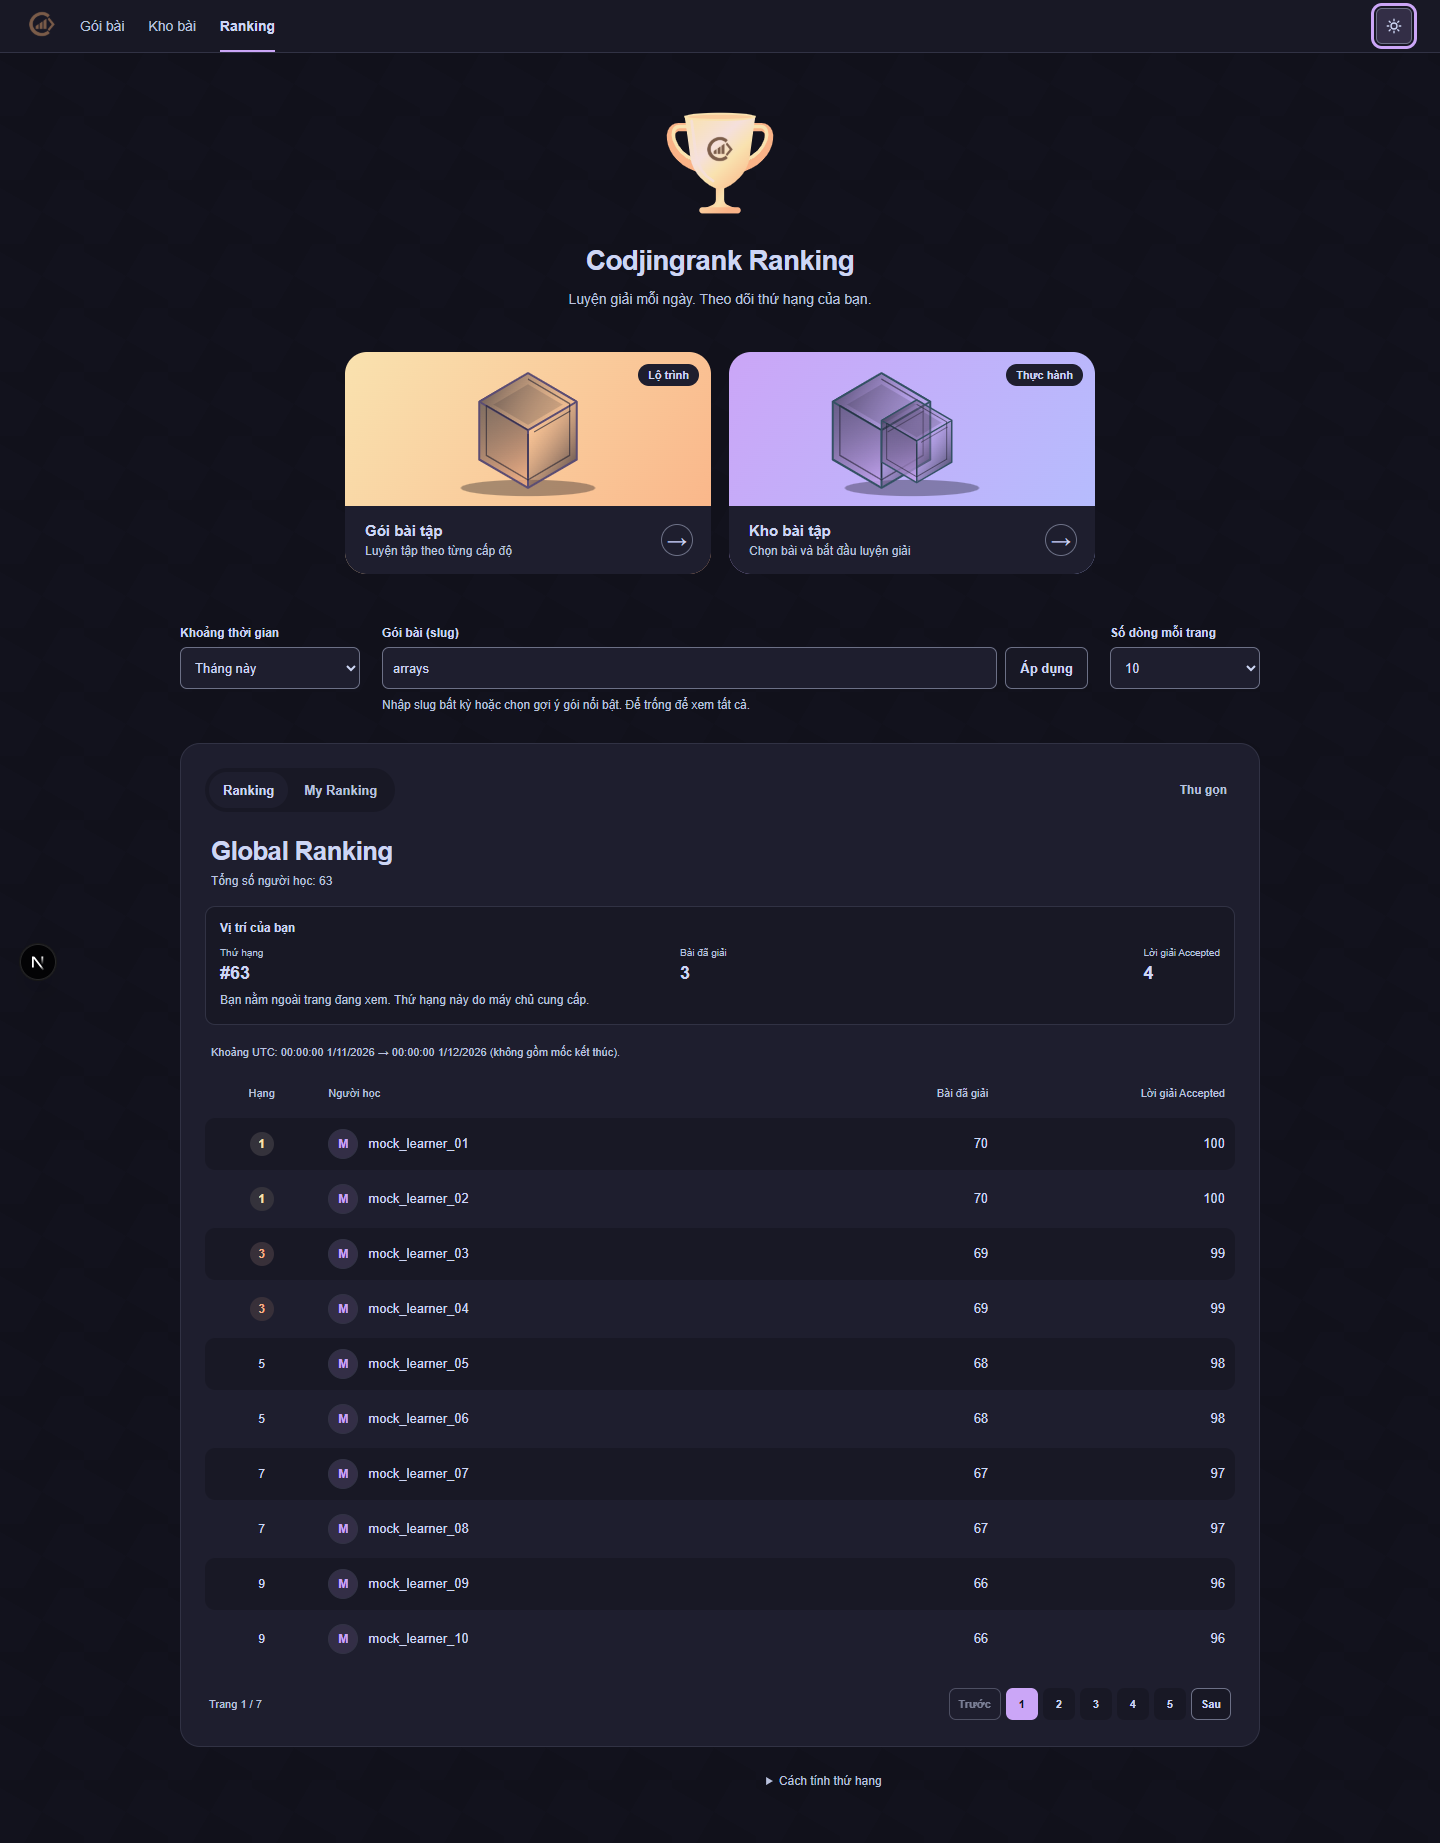 Gói bài Kho bài Ranking
Codjingrank Ranking
Luyện giải mỗi ngày. Theo dõi thứ hạng của bạn.
Lộ trình
Gói bài tập
Luyện tập theo từng cấp độ
Thực hành
Kho bài tập
Chọn bài và bắt đầu luyện giải
Khoảng thời gian
Tháng này
Gói bài (slug)
arrays
Áp dụng
Nhập slug bất kỳ hoặc chọn gợi ý gói nổi bật. Để trống để xem tất cả.
Số dòng mỗi trang
10
Ranking My Ranking Thu gọn
Global Ranking
Tổng số người học: 63
Vị trí của bạn
Thứ hạng Bài đã giải Lời giải Accepted
#63 3 4
Bạn nằm ngoài trang đang xem. Thứ hạng này do máy chủ cung cấp.
N
Khoảng UTC: 00:00:00 1/11/2026 → 00:00:00 1/12/2026 (không gồm mốc kết thúc).
Hạng Người học Bài đã giải Lời giải Accepted
1 M mock_learner_01 70 100
1 M mock_learner_02 70 100
3 M mock_learner_03 69 99
3 M mock_learner_04 69 99
5 M mock_learner_05 68 98
5 M mock_learner_06 68 98
7 M mock_learner_07 67 97
7 M mock_learner_08 67 97
9 M mock_learner_09 66 96
9 M mock_learner_10 66 96
Trang 1 / 7 Trước 1 2 3 4 5 Sau
Cách tính thứ hạng